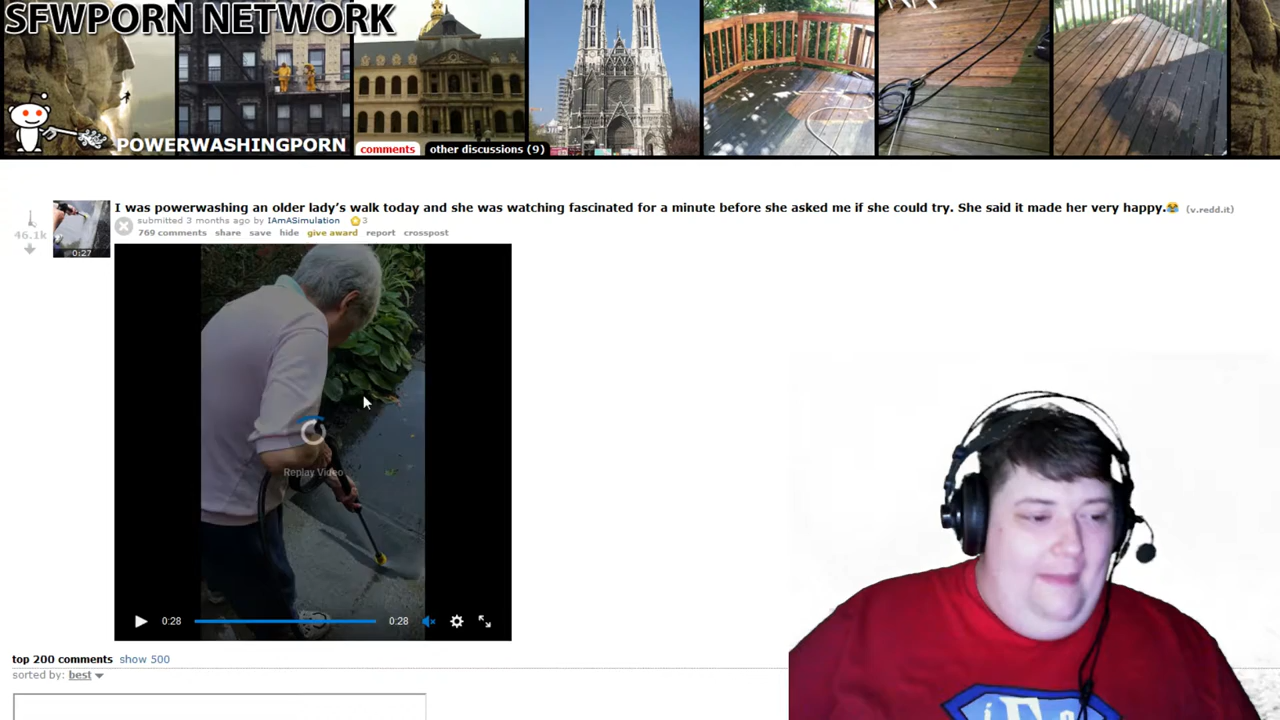 SFWPORN NETWORK
POWERWASHINGPORN
comments other discussions (9)
I was powerwashing an older lady’s walk today and she was watching fascinated for a minute before she asked me if she could try. She said it made her very happy.😂 (v.redd.it)
submitted 3 months ago by IAmASimulation 3
46.1k
769 comments share save hide give award report crosspost
0:27
Replay Video
0:28 0:28
top 200 comments show 500
sorted by: best